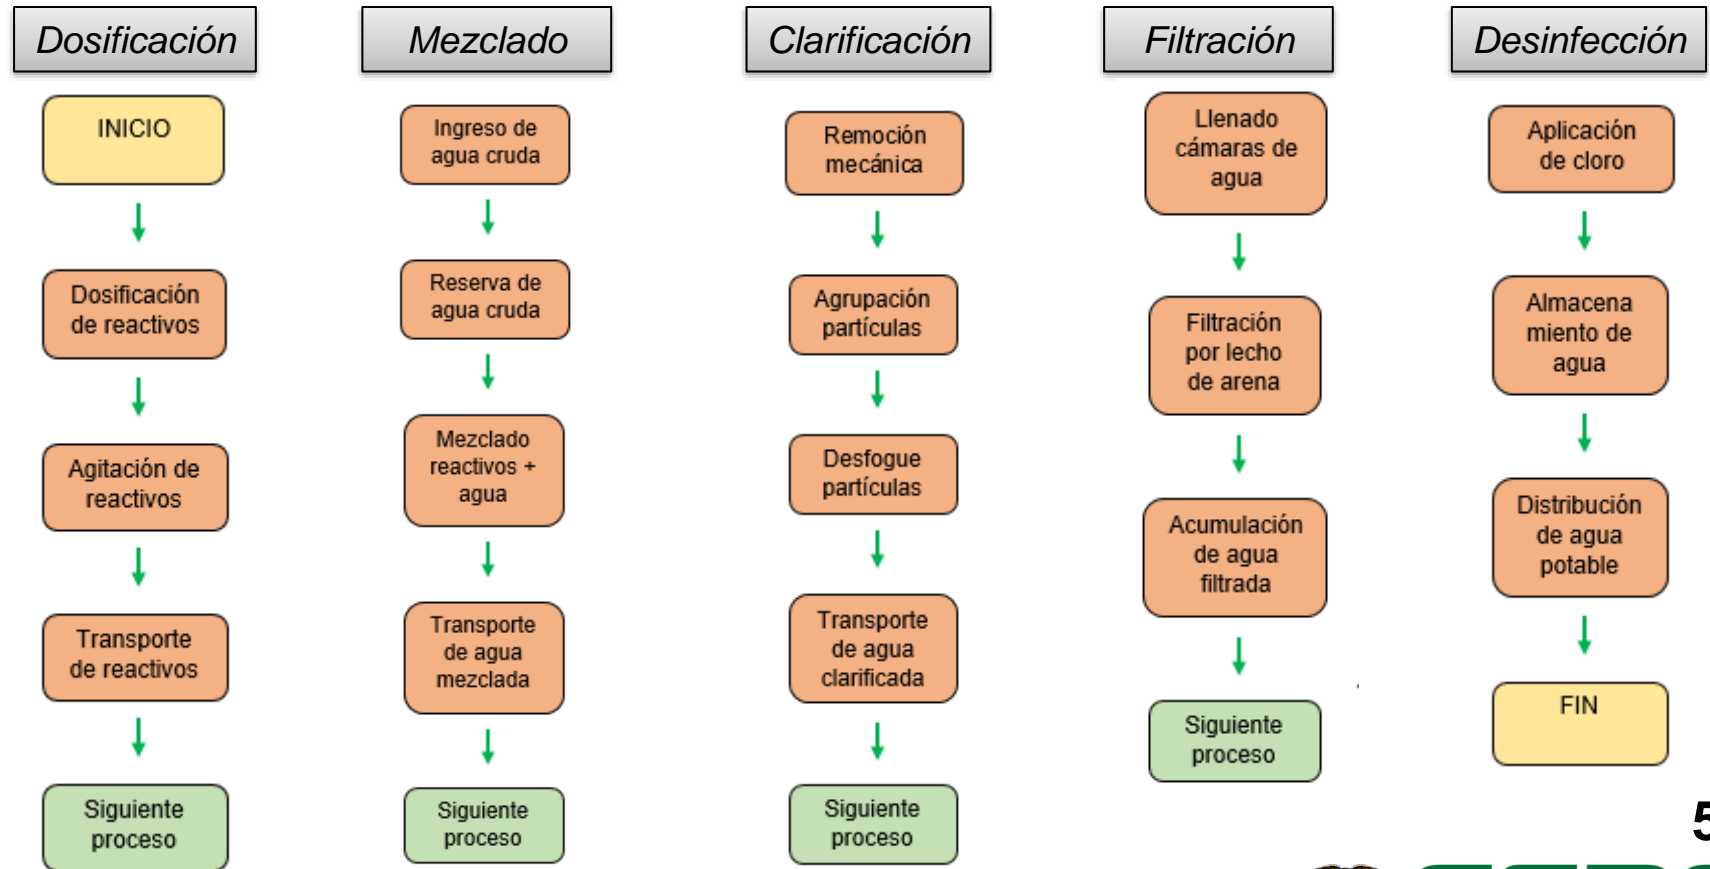 Dosificación
INICIO
Dosificación
de reactivos
Agitación de
reactivos
Transporte
de reactivos
Siguiente
proceso
Mezclado
Ingreso de
agua cruda
Reserva de
agua cruda
Mezclado
reactivos +
agua
Transporte
de agua
mezclada
Siguiente
proceso
Clarificación
Remoción
mecánica
Agrupación
partículas
Desfogue
partículas
Transporte
de agua
clarificada
Siguiente
proceso
Filtración
Llenado
cámaras de
agua
Filtración
por lecho
de arena
Acumulación
de agua
filtrada
Siguiente
proceso
Desinfección
Aplicación
de cloro
Almacena
miento de
agua
Distribución
de agua
potable
FIN
5